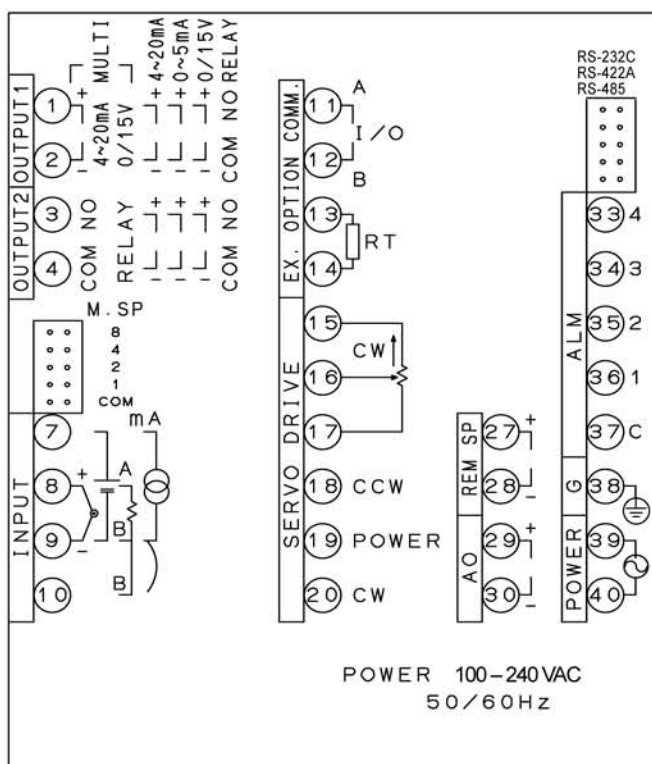 OUTPUT1
1
2
+
-
4~20mA
MULTI
0/15V
+ 4~20mA
+ 0~5mA
+ 0/15V
- - -
COM NO RELAY
OUTPUT2
3
4
COM NO
RELAY
+ + +
- - -
COM NO
M.SP
8
4
2
1
COM
INPUT
7
8
9
10
+
-
mA
A
B
B
EX. OPTION COMM.
11 A
I/O
12 B
13
RT
14
SERVO DRIVE
15
CW
16
17
18 CCW
19 POWER
20 CW
REM SP
27 +
28 -
AO
29 +
30 -
RS-232C
RS-422A
RS-485
ALM
33 4
34 3
35 2
36 1
37 C
G
38
POWER
39
40
POWER 100-240 VAC
50/60Hz